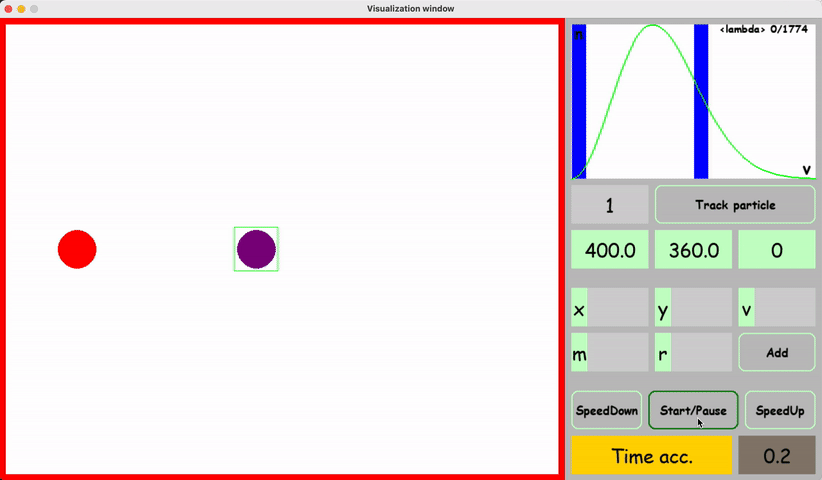 Visualization window
n
<lambda> 0/1774
v
1
Track particle
400.0
360.0
0
x
y
v
m
r
Add
SpeedDown
Start/Pause
SpeedUp
Time acc.
0.2